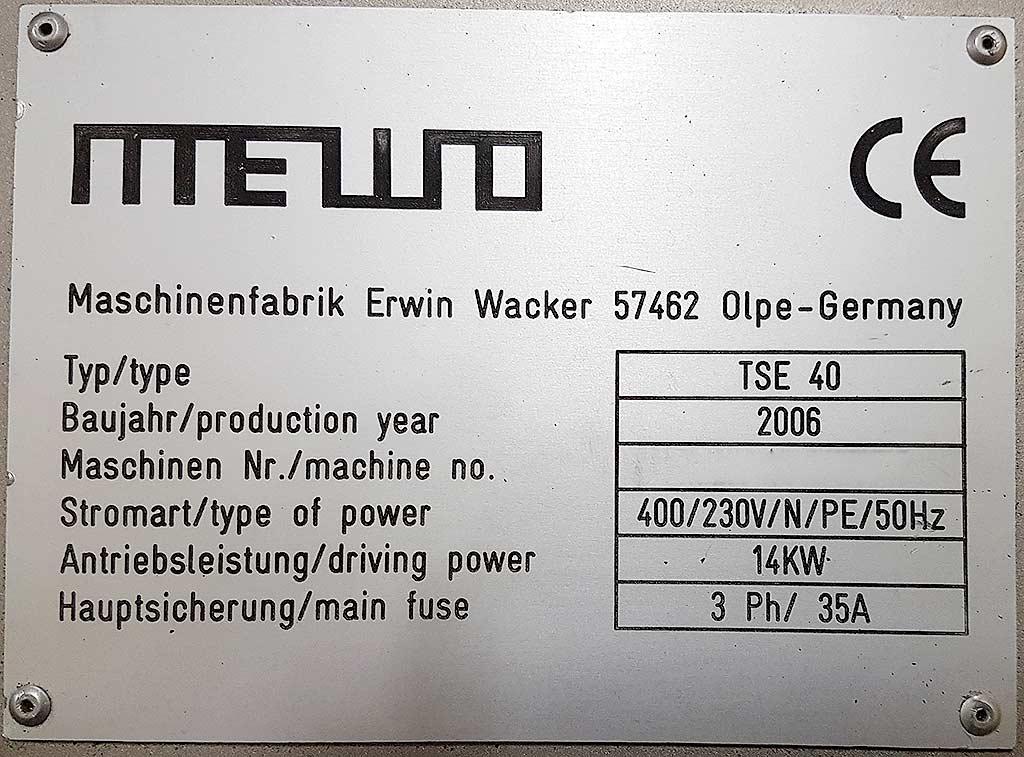 MEWO CE
Maschinenfabrik Erwin Wacker 57462 Olpe-Germany
Typ/type TSE 40
Baujahr/production year 2006
Maschinen Nr./machine no.
Stromart/type of power 400/230V/N/PE/50Hz
Antriebsleistung/driving power 14KW
Hauptsicherung/main fuse 3 Ph/ 35A